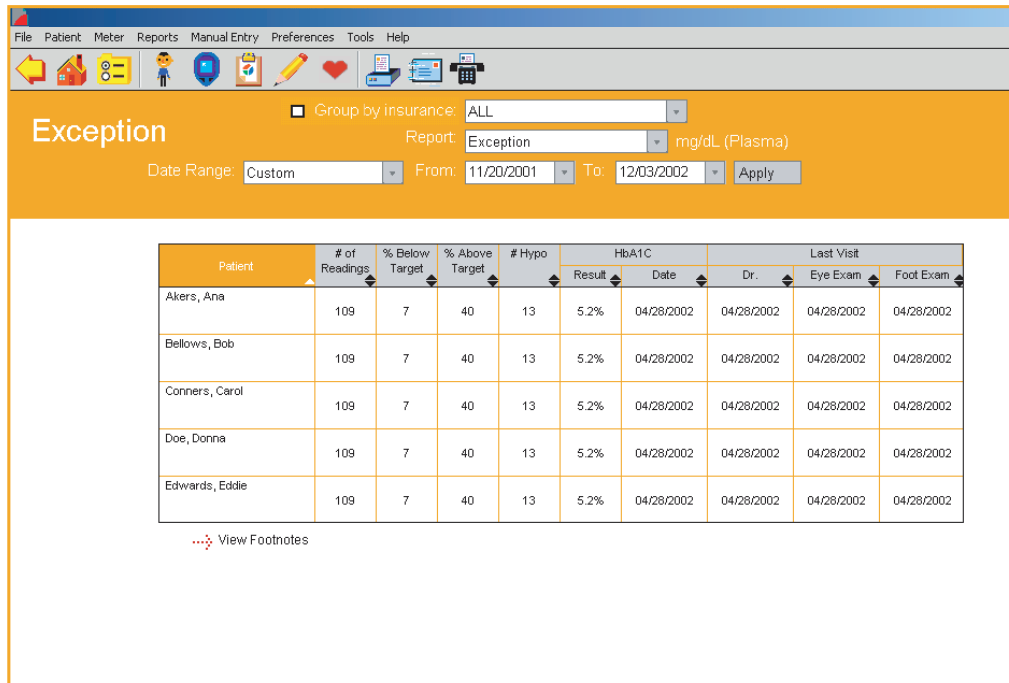 File Patient Meter Reports Manual Entry Preferences Tools Help
Group by insurance: ALL
Exception
Report: Exception mg/dL (Plasma)
Date Range: Custom From: 11/20/2001 To: 12/03/2002 Apply
Patient # of Readings % Below Target % Above Target # Hypo HbA1C Last Visit
Result Date Dr. Eye Exam Foot Exam
Akers, Ana 109 7 40 13 5.2% 04/28/2002 04/28/2002 04/28/2002 04/28/2002
Bellows, Bob 109 7 40 13 5.2% 04/28/2002 04/28/2002 04/28/2002 04/28/2002
Conners, Carol 109 7 40 13 5.2% 04/28/2002 04/28/2002 04/28/2002 04/28/2002
Doe, Donna 109 7 40 13 5.2% 04/28/2002 04/28/2002 04/28/2002 04/28/2002
Edwards, Eddie 109 7 40 13 5.2% 04/28/2002 04/28/2002 04/28/2002 04/28/2002
View Footnotes